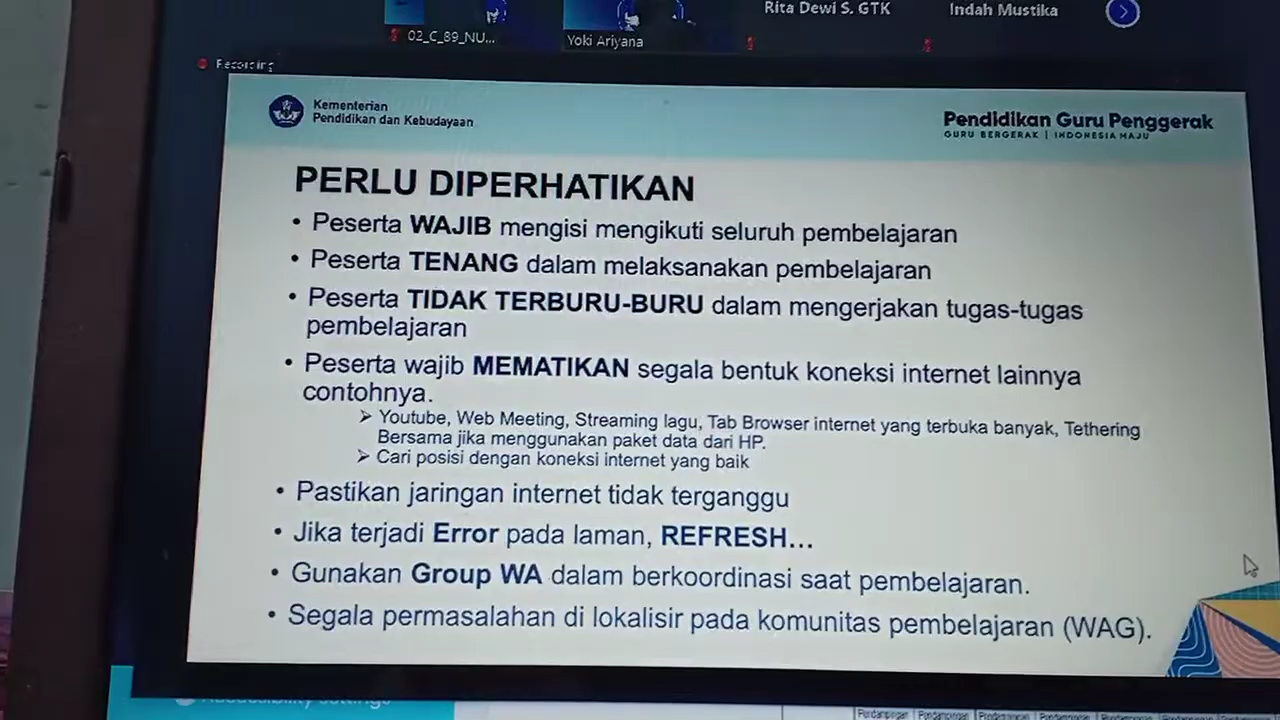 Rita Dewi S. GTK
Indah Mustika
02_C_89_NU...
Yoki Ariyana
Recording
Kementerian
Pendidikan dan Kebudayaan
Pendidikan Guru Penggerak
GURU BERGERAK | INDONESIA MAJU
PERLU DIPERHATIKAN
• Peserta WAJIB mengisi mengikuti seluruh pembelajaran
• Peserta TENANG dalam melaksanakan pembelajaran
• Peserta TIDAK TERBURU-BURU dalam mengerjakan tugas-tugas
pembelajaran
• Peserta wajib MEMATIKAN segala bentuk koneksi internet lainnya
contohnya.
➢ Youtube, Web Meeting, Streaming lagu, Tab Browser internet yang terbuka banyak, Tethering
Bersama jika menggunakan paket data dari HP.
➢ Cari posisi dengan koneksi internet yang baik
• Pastikan jaringan internet tidak terganggu
• Jika terjadi Error pada laman, REFRESH...
• Gunakan Group WA dalam berkoordinasi saat pembelajaran.
• Segala permasalahan di lokalisir pada komunitas pembelajaran (WAG).
Accessibility settings